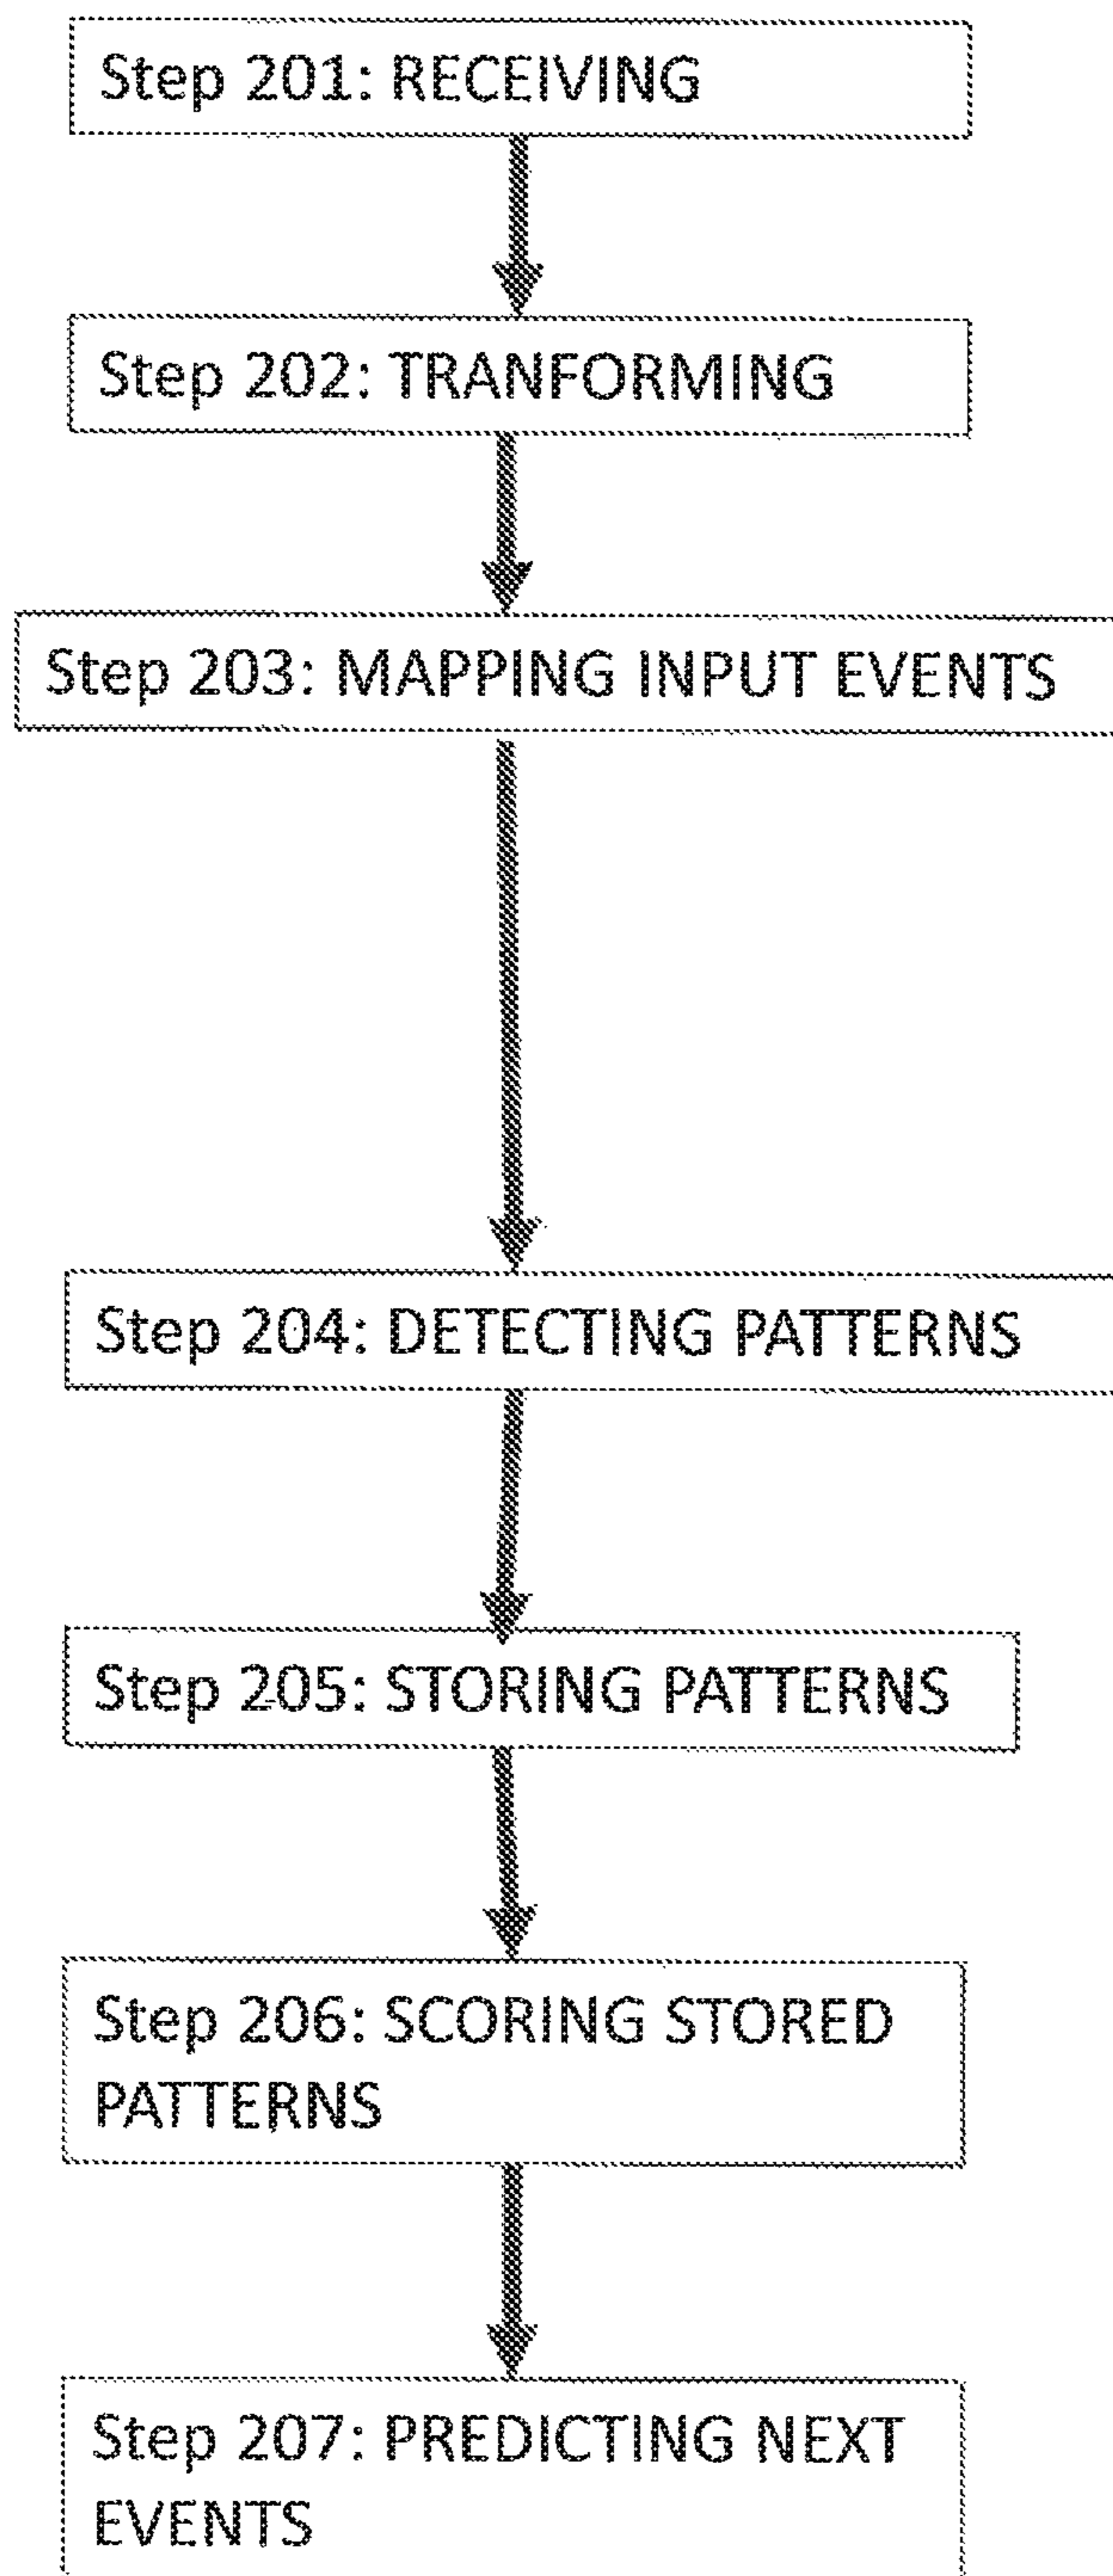 Step 201: RECEIVING
Step 202: TRANFORMING
Step 203: MAPPING INPUT EVENTS
Step 204: DETECTING PATTERNS
Step 205: STORING PATTERNS
Step 206: SCORING STORED
PATTERNS
Step 207: PREDICTING NEXT
EVENTS